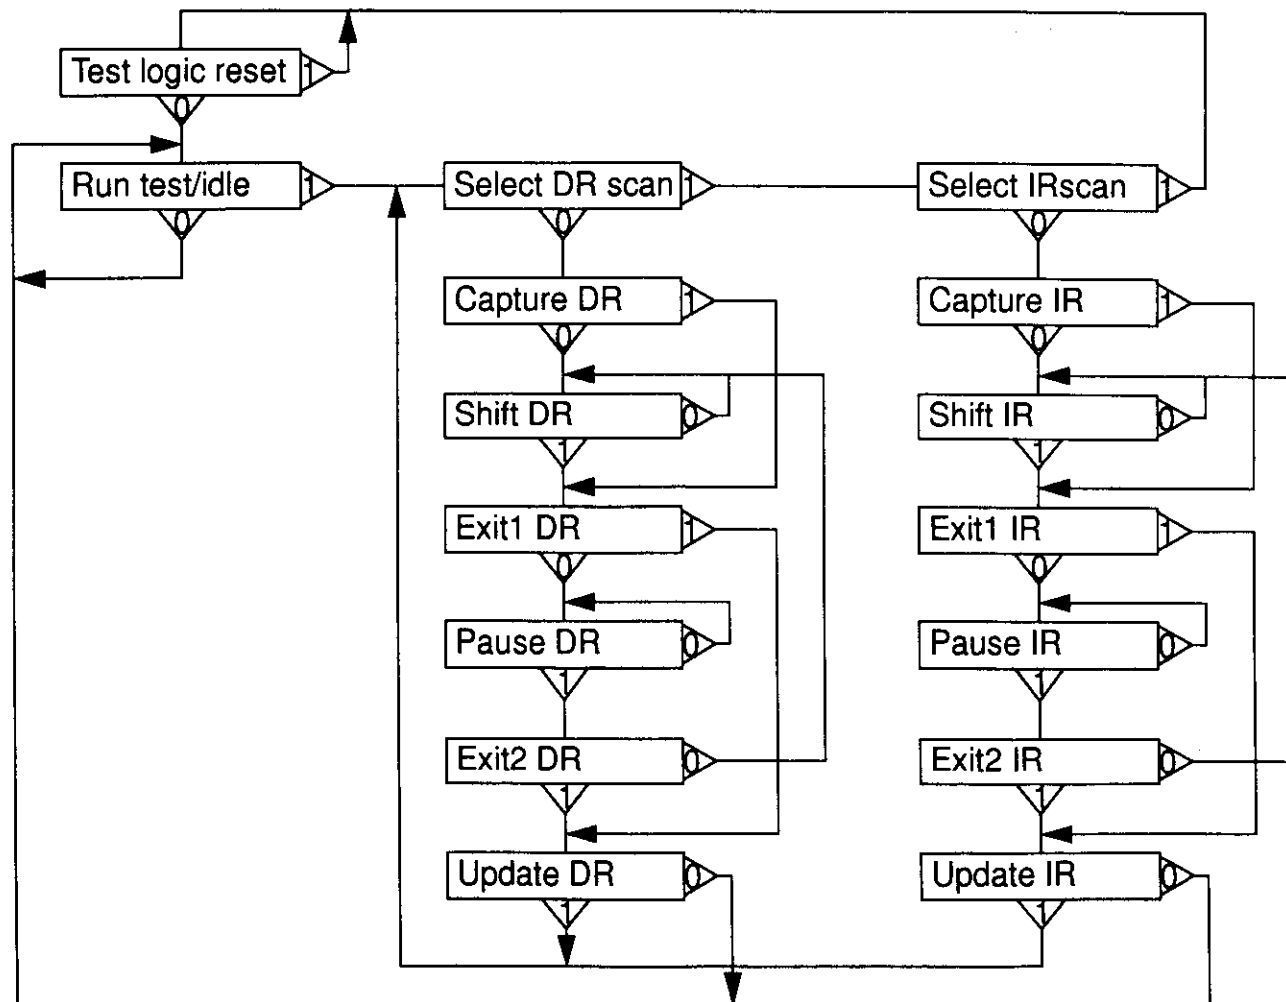 Test logic reset 1
0
Run test/idle 1
0
Select DR scan 1
0
Capture DR 1
0
Shift DR 0
1
Exit1 DR 1
0
Pause DR 0
1
Exit2 DR 0
1
Update DR 0
1
Select IRscan 1
0
Capture IR 1
0
Shift IR 0
1
Exit1 IR 1
0
Pause IR 0
1
Exit2 IR 0
1
Update IR 0
1